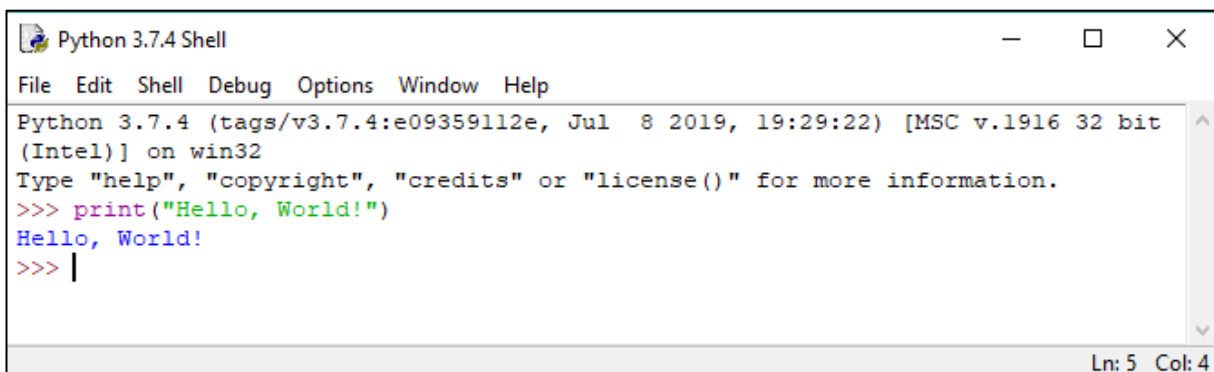 Python 3.7.4 Shell
File Edit Shell Debug Options Window Help
Python 3.7.4 (tags/v3.7.4:e09359112e, Jul  8 2019, 19:29:22) [MSC v.1916 32 bit
(Intel)] on win32
Type "help", "copyright", "credits" or "license()" for more information.
>>> print("Hello, World!")
Hello, World!
>>>
Ln: 5 Col: 4